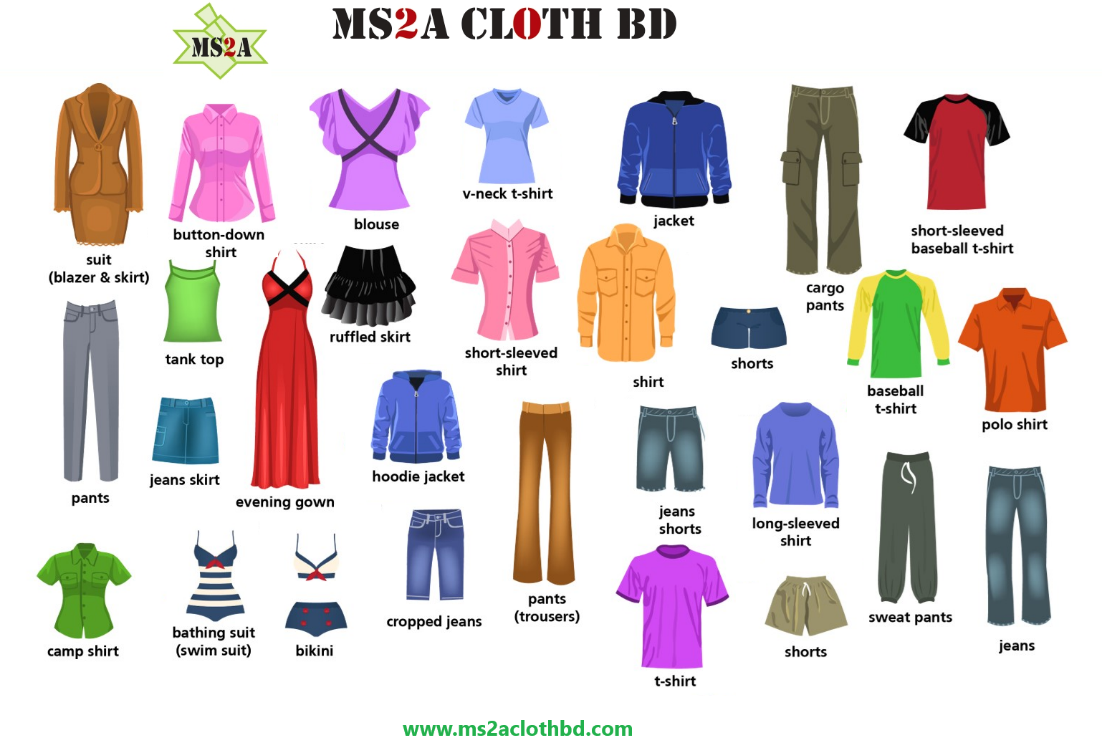 MS2A
MS2A CLOTH BD
suit
(blazer & skirt)
button-down
shirt
blouse
v-neck t-shirt
jacket
cargo
pants
short-sleeved
baseball t-shirt
pants
tank top
evening gown
ruffled skirt
short-sleeved
shirt
shirt
shorts
baseball
t-shirt
polo shirt
jeans skirt
hoodie jacket
pants
(trousers)
jeans
shorts
long-sleeved
shirt
sweat pants
jeans
camp shirt
bathing suit
(swim suit)
bikini
cropped jeans
t-shirt
shorts
www.ms2aclothbd.com